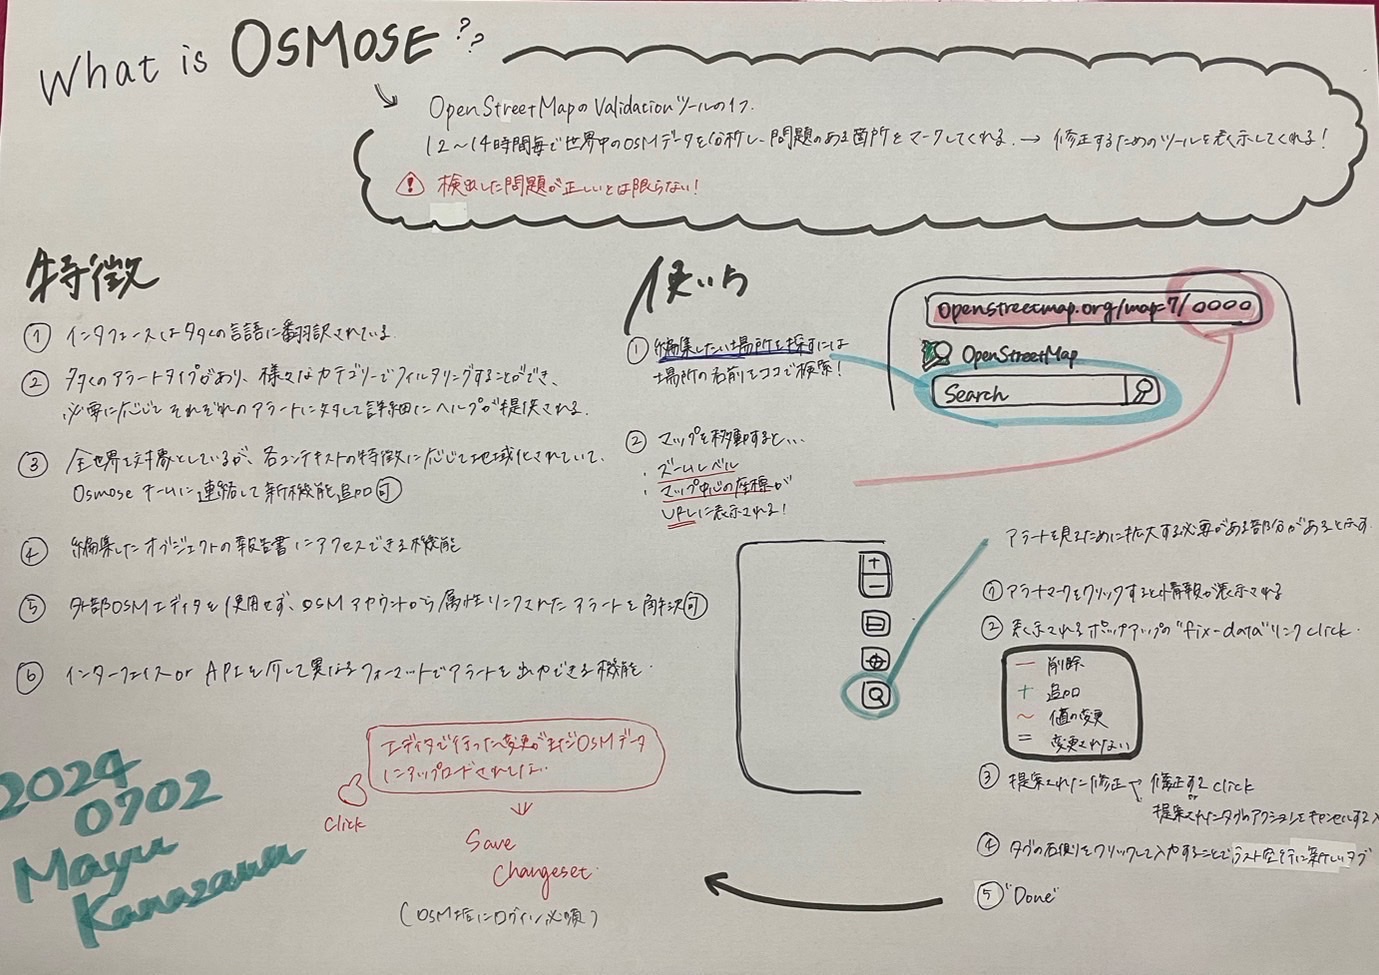 What is OSMOSE ??
OpenStreetMapのValidationツールの1つ.
12〜14時間毎で世界中のOSMデータを分析し、問題のある箇所をマークしてくれる.→ 修正するためのツールを表示してくれる!
検出した問題が正しいとは限らない!
特徴
① インタフェースは多くの言語に翻訳されている.
② 多くのアラートタイプがあり、様々なカテゴリーでフィルタリングすることができ、
必要に応じてそれぞれのアラートに対して詳細にヘルプが提供される.
③ 全世界を対象としているが、各コンテキストの特徴に応じて地域化されていて、
Osmose チームに連絡して新機能追加可
④ 編集したオブジェクトの報告書にアクセスできる機能
⑤ 外部OSMエディタを使用せず、OSMアカウントから属性リンクされたアラートを解決可
⑥ インターフェイス or APIを介して異なるフォーマットでアラートを出力できる機能.
使い方
① 編集したい場所を探すには
場所の名前をココで検索!
openstreetmap.org/map=7/○○○○
OpenStreetMap
Search
② マップを移動すると...
・ズームレベル
・マップ中心の座標が
URLに表示される!
+
−
アラートを見るために拡大する必要がある部分があると示す.
① アラートマークをクリックすると情報が表示される
② 表示されるポップアップの"fix-data"リンクclick.
— 削除
+ 追加
~ 値の変更
= 変更されない
③ 提案された修正 修正する click
or
提案されたタブのアクションをキャンセルする
④ タブの右側をクリックして入力することでラスト空行に新しいタブ
⑤ "Done"
エディタで行った変更がまだOSMデータ
にアップロードされてない.
click
Save
Changeset.
(OSM垢にログイン必須)
2024
0702
Mayu
Kanazawa